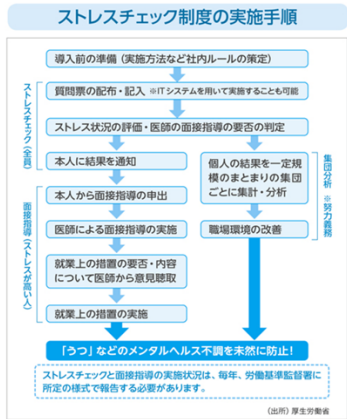 ストレスチェック制度の実施手順
導入前の準備（実施方法など社内ルールの策定）
質問票の配布・記入 ※ITシステムを用いて実施することも可能
ストレス状況の評価・医師の面接指導の要否の判定
ストレスチェック（全員）
本人に結果を通知
面接指導（ストレスが高い人）
本人から面接指導の申出
医師による面接指導の実施
就業上の措置の要否・内容
について医師から意見聴取
就業上の措置の実施
個人の結果を一定規
模のまとまりの集団
ごとに集計・分析
職場環境の改善
集団分析 ※努力義務
「うつ」などのメンタルヘルス不調を未然に防止！
ストレスチェックと面接指導の実施状況は、毎年、労働基準監督署に
所定の様式で報告する必要があります。
（出所）厚生労働省